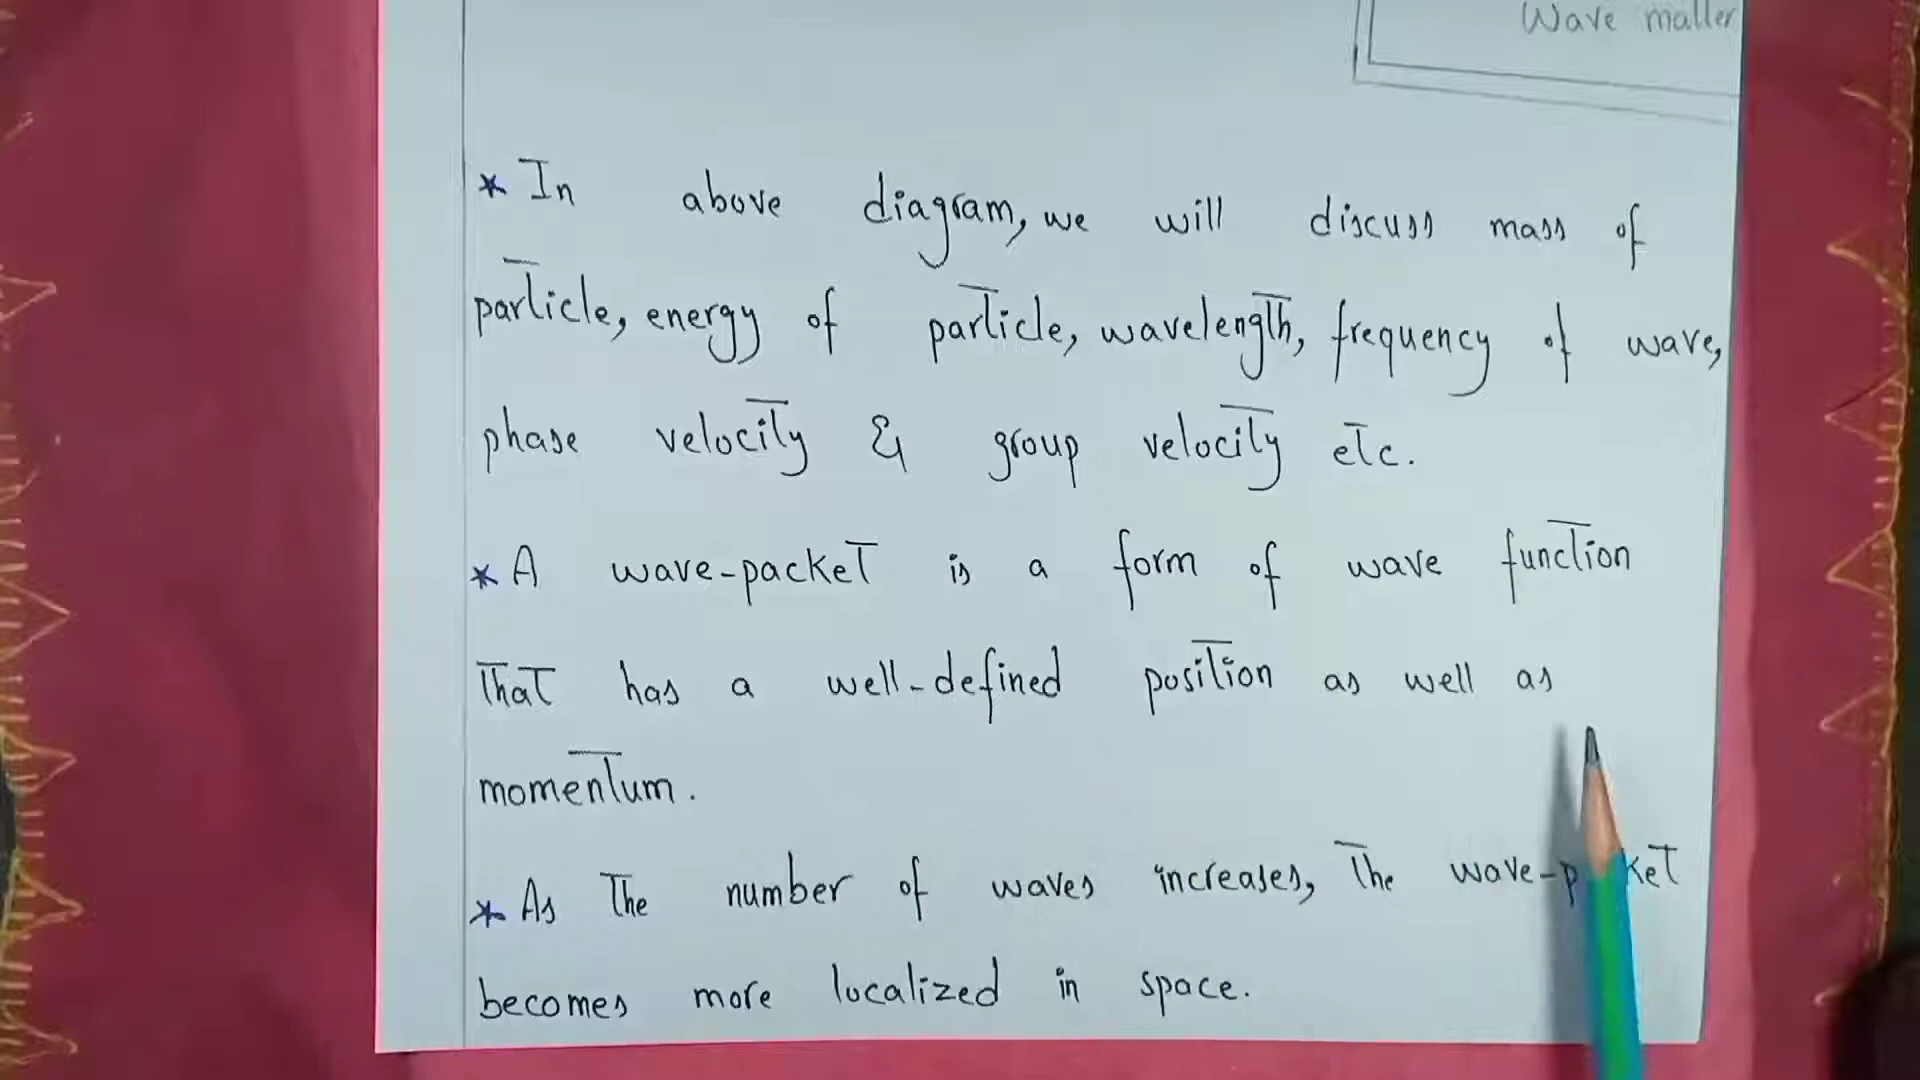 Wave matter
* In above diagram, we will discuss mass of
particle, energy of particle, wavelength, frequency of wave,
phase velocity & group velocity etc.
* A wave-packet is a form of wave function
that has a well-defined position as well as
momentum.
* As the number of waves increases, the wave-packet
becomes more localized in space.